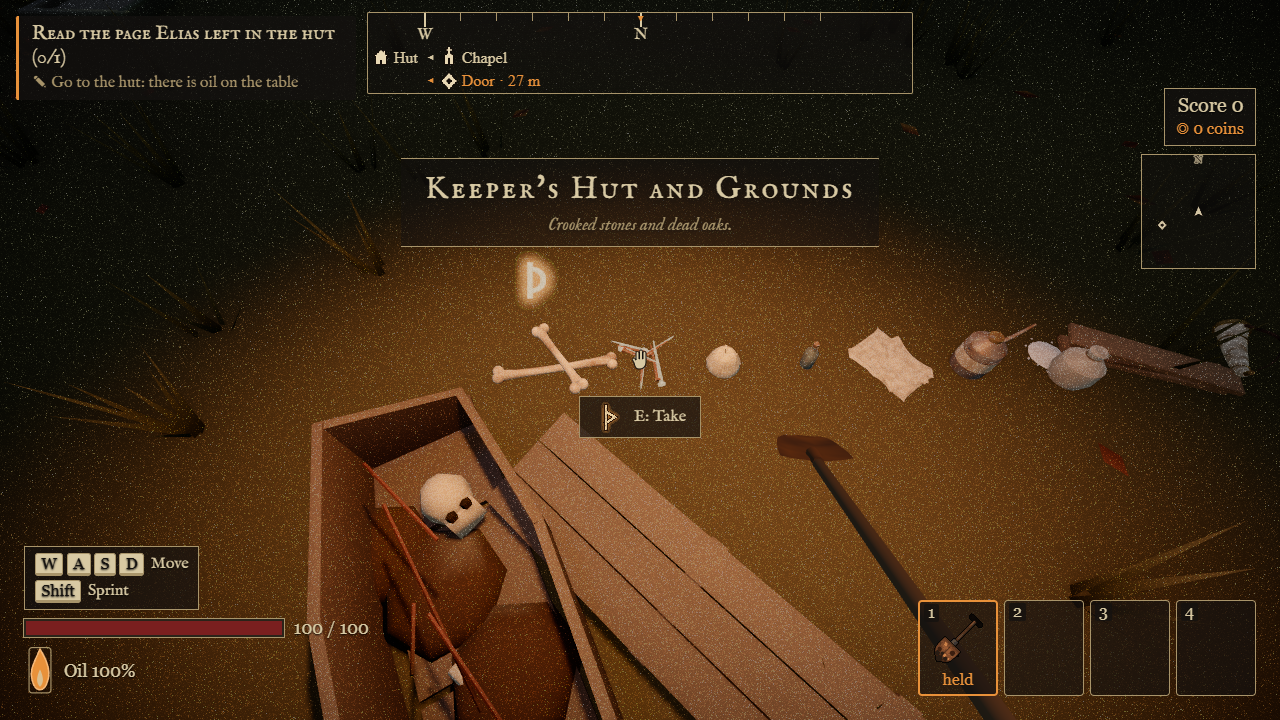 Read the page Elias left in the hut
(0/1)
Go to the hut: there is oil on the table
W N
Hut Chapel
Door · 27 m
Score 0
0 coins
Keeper's Hut and Grounds
Crooked stones and dead oaks.
Þ
E: Take
W A S D Move
Shift Sprint
100 / 100
Oil 100%
1 2 3 4
held